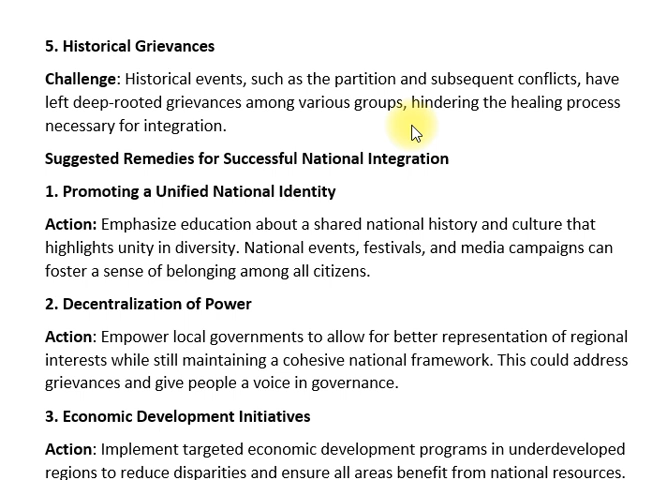 5. Historical Grievances
Challenge: Historical events, such as the partition and subsequent conflicts, have
left deep-rooted grievances among various groups, hindering the healing process
necessary for integration.
Suggested Remedies for Successful National Integration
1. Promoting a Unified National Identity
Action: Emphasize education about a shared national history and culture that
highlights unity in diversity. National events, festivals, and media campaigns can
foster a sense of belonging among all citizens.
2. Decentralization of Power
Action: Empower local governments to allow for better representation of regional
interests while still maintaining a cohesive national framework. This could address
grievances and give people a voice in governance.
3. Economic Development Initiatives
Action: Implement targeted economic development programs in underdeveloped
regions to reduce disparities and ensure all areas benefit from national resources.